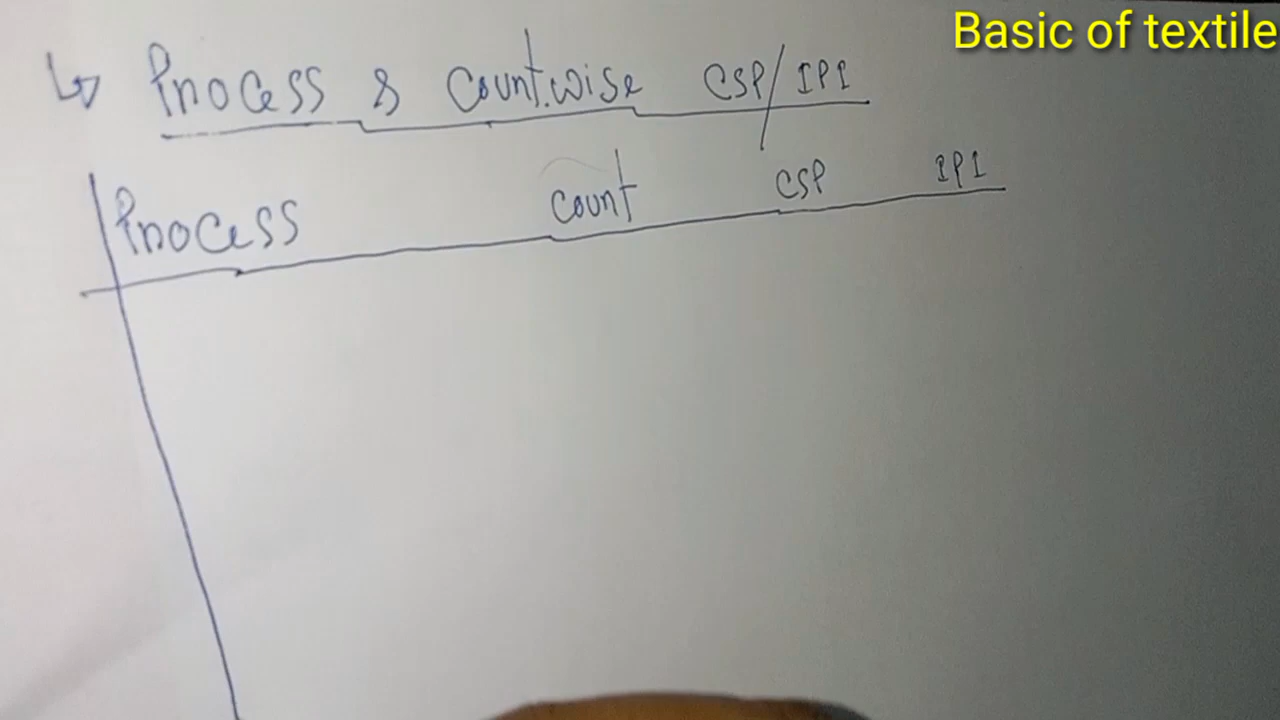 Basic of textile
↳ Process & Count.wise CSP/IPI
Process Count CSP IPI